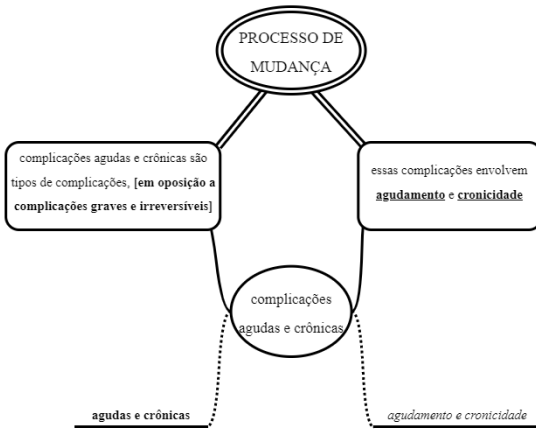 PROCESSO DE
MUDANÇA
complicações agudas e crônicas são
tipos de complicações, [em oposição a
complicações graves e irreversíveis]
essas complicações envolvem
agudamento e cronicidade
complicações
agudas e crônicas
agudas e crônicas
agudamento e cronicidade